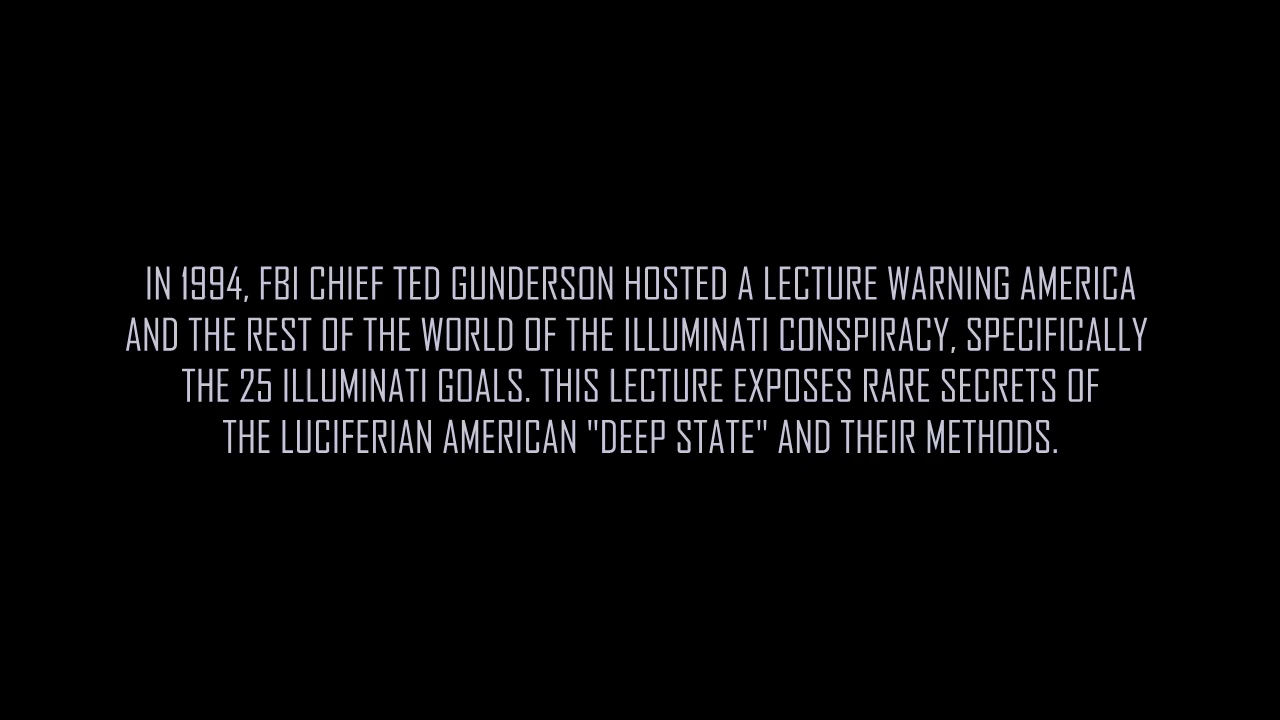 IN 1994, FBI CHIEF TED GUNDERSON HOSTED A LECTURE WARNING AMERICA
AND THE REST OF THE WORLD OF THE ILLUMINATI CONSPIRACY, SPECIFICALLY
THE 25 ILLUMINATI GOALS. THIS LECTURE EXPOSES RARE SECRETS OF
THE LUCIFERIAN AMERICAN "DEEP STATE" AND THEIR METHODS.